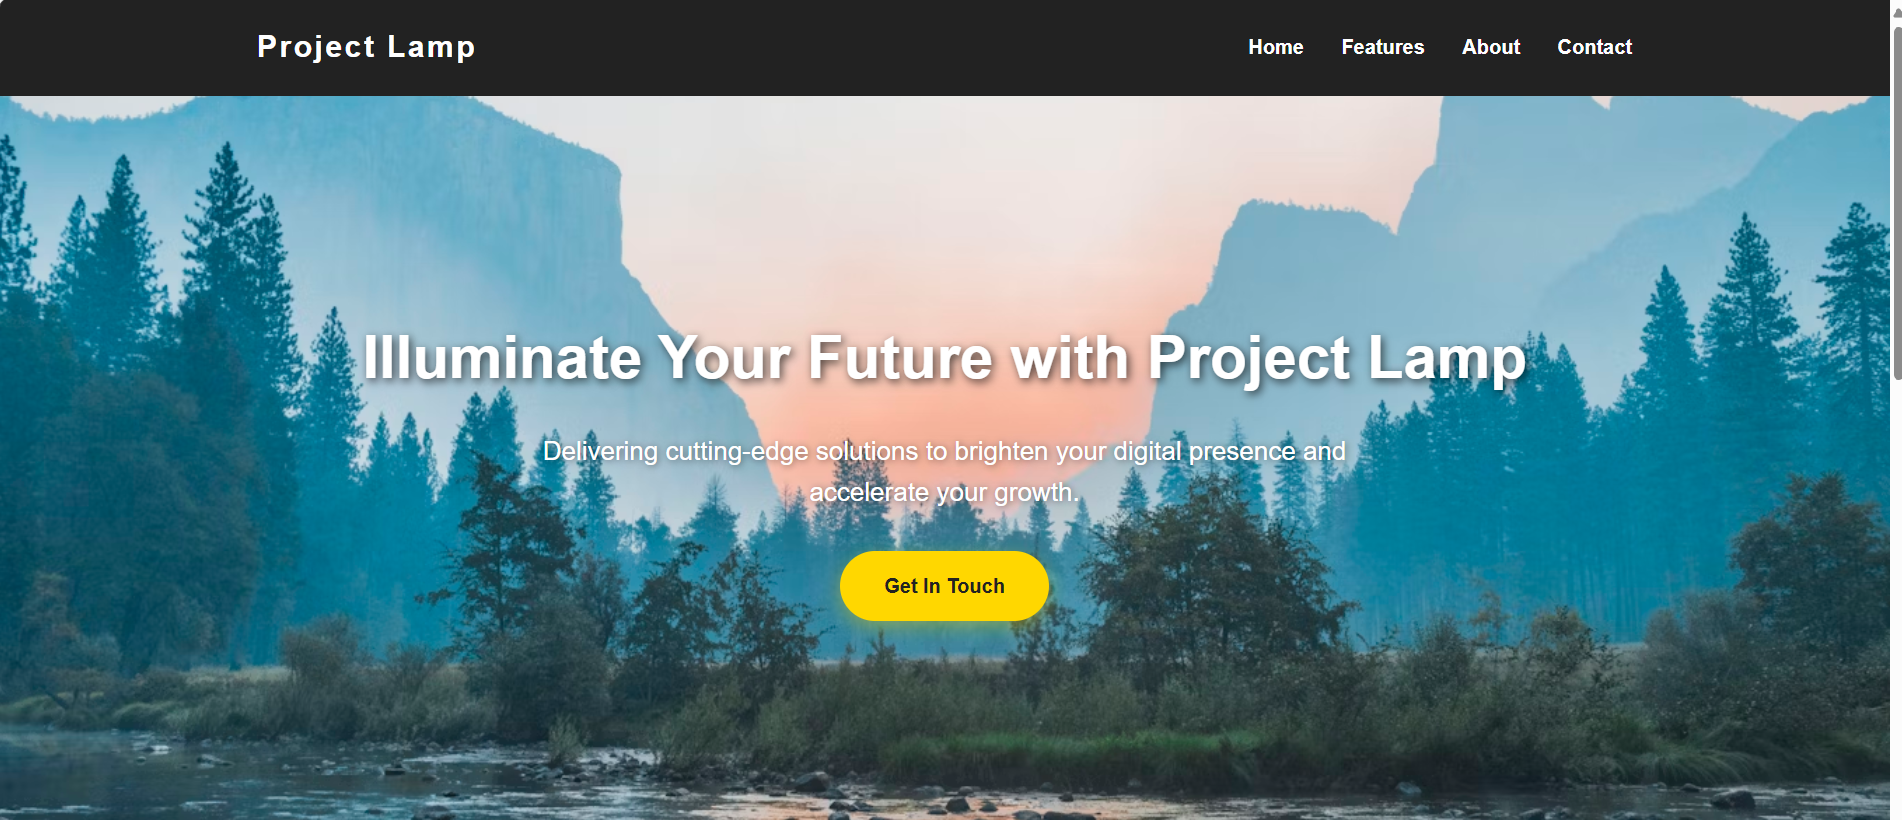 Project Lamp
Home Features About Contact
Illuminate Your Future with Project Lamp
Delivering cutting-edge solutions to brighten your digital presence and
accelerate your growth.
Get In Touch